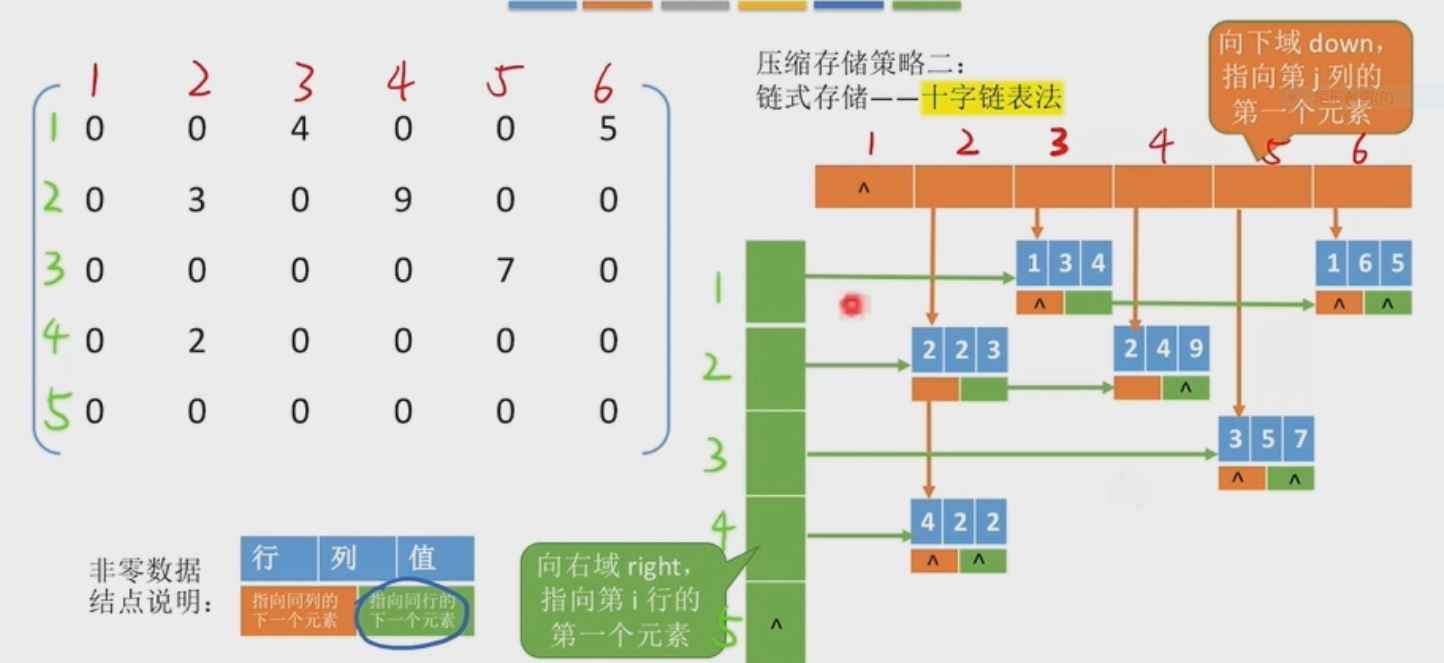 压缩存储策略二：
链式存储——十字链表法
向下域 down，
指向第 j 列的
第一个元素
1 2 3 4 5 6
1 0 0 4 0 0 5
2 0 3 0 9 0 0
3 0 0 0 0 7 0
4 0 2 0 0 0 0
5 0 0 0 0 0 0
1 2 3 4 5 6
^
1
1 3 4
1 6 5
^
^ ^
2
2 2 3
2 4 9
^
3
3 5 7
^ ^
4
4 2 2
^ ^
5
^
非零数据
结点说明：
行 列 值
指向同列的
下一个元素
指向同行的
下一个元素
向右域 right，
指向第 i 行的
第一个元素